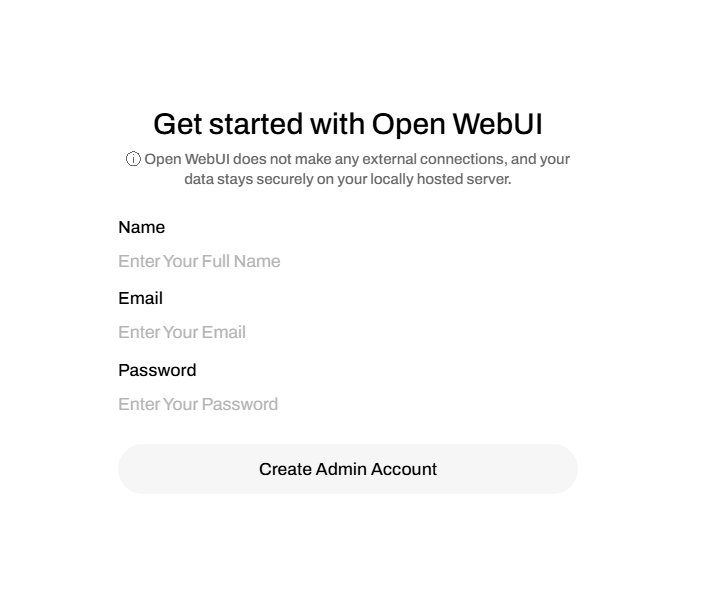 Get started with Open WebUI
ⓘ Open WebUI does not make any external connections, and your
data stays securely on your locally hosted server.
Name
Enter Your Full Name
Email
Enter Your Email
Password
Enter Your Password
Create Admin Account